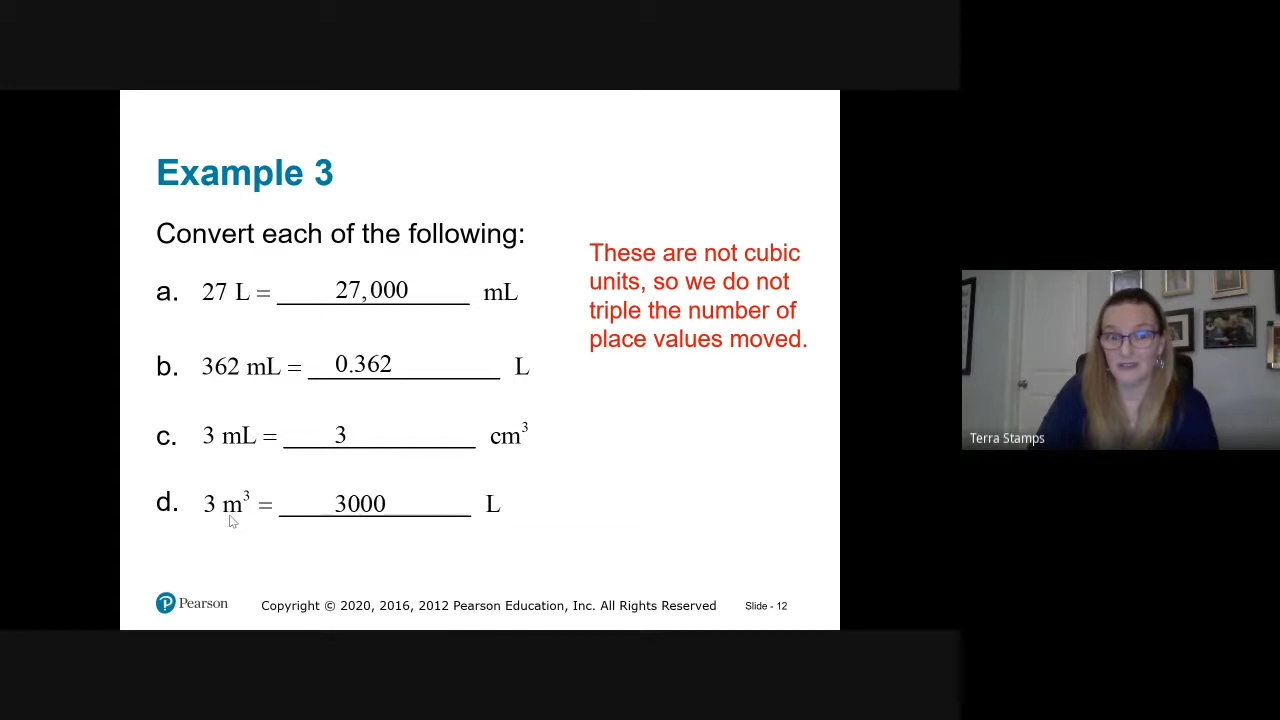 Example 3
Convert each of the following:
These are not cubic
units, so we do not
triple the number of
place values moved.
a. 27 L = 27,000 mL
b. 362 mL = 0.362 L
c. 3 mL = 3 cm³
d. 3 m³ = 3000 L
Pearson
Copyright © 2020, 2016, 2012 Pearson Education, Inc. All Rights Reserved
Slide - 12
Terra Stamps